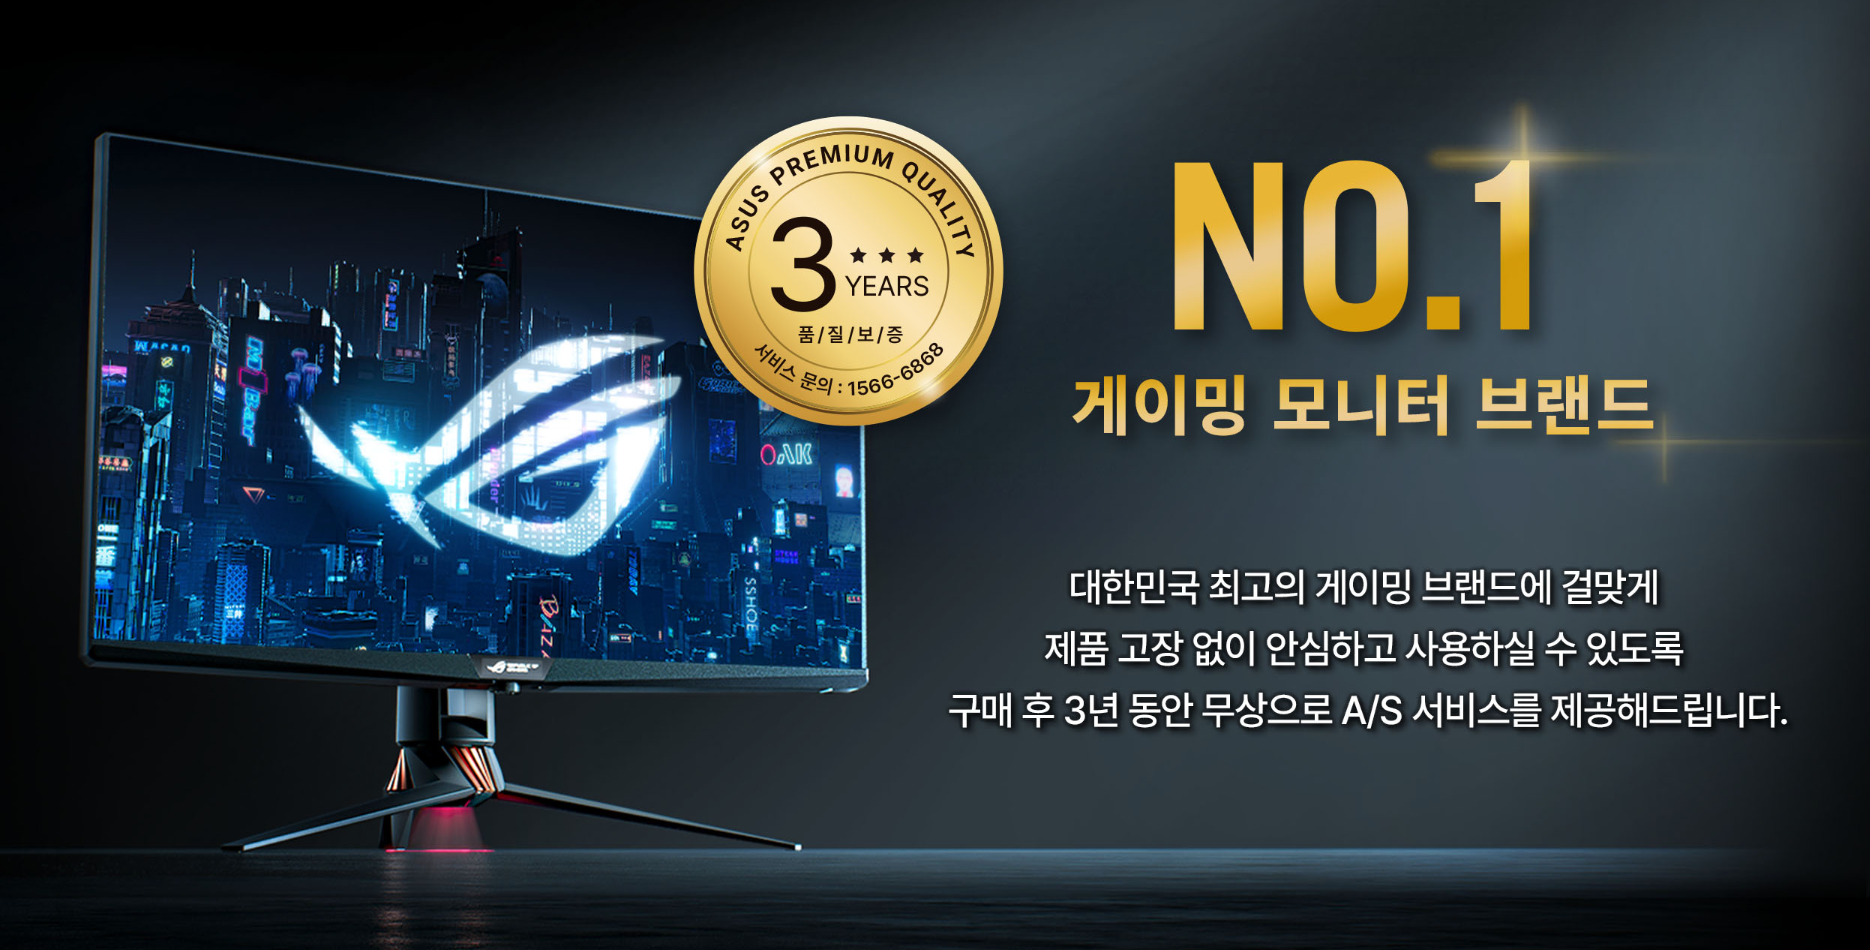 ASUS PREMIUM QUALITY
3
★ ★ ★
YEARS
품/질/보/증
서비스 문의 : 1566-6868
NO.1
게이밍 모니터 브랜드
대한민국 최고의 게이밍 브랜드에 걸맞게
제품 고장 없이 안심하고 사용하실 수 있도록
구매 후 3년 동안 무상으로 A/S 서비스를 제공해드립니다.
OAK
SSHOE